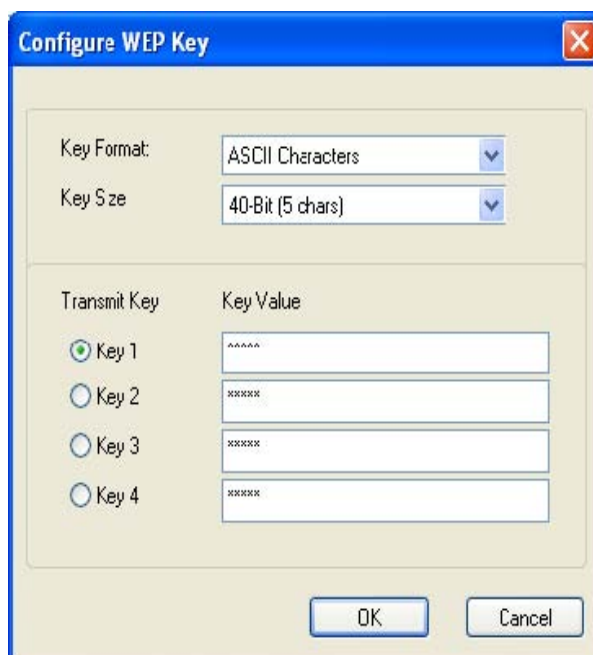 Configure WEP Key
Key Format:
ASCII Characters
Key Size
40-Bit (5 chars)
Transmit Key
Key Value
Key 1
^^^^^
Key 2
*****
Key 3
*****
Key 4
*****
OK
Cancel